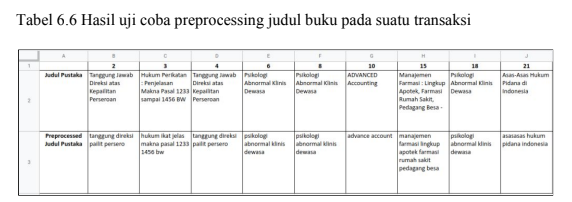 Tabel 6.6 Hasil uji coba preprocessing judul buku pada suatu transaksi
A B C D E F G H I J
1 2 3 4 6 8 10 15 18 21
2
Judul Pustaka
Tanggung Jawab
Direksi atas
Kepailitan
Perseroan
Hukum Perikatan
: Penjelasan
Makna Pasal 1233
sampai 1456 BW
Tanggung Jawab
Direksi atas
Kepailitan
Perseroan
Psikologi
Abnormal Klinis
Dewasa
Psikologi
Abnormal Klinis
Dewasa
ADVANCED
Accounting
Manajemen
Farmasi : Lingkup
Apotek, Farmasi
Rumah Sakit,
Pedagang Besa -
Psikologi
Abnormal Klinis
Dewasa
Asas-Asas Hukum
Pidana di
Indonesia
3
Preprocessed
Judul Pustaka
tanggung direksi
pailit persero
hukum ikat jelas
makna pasal 1233
1456 bw
tanggung direksi
pailit persero
psikologi
abnormal klinis
dewasa
psikologi
abnormal klinis
dewasa
advance account
manajemen
farmasi lingkup
apotek farmasi
rumah sakit
pedagang besa
psikologi
abnormal klinis
dewasa
asasasas hukum
pidana indonesia